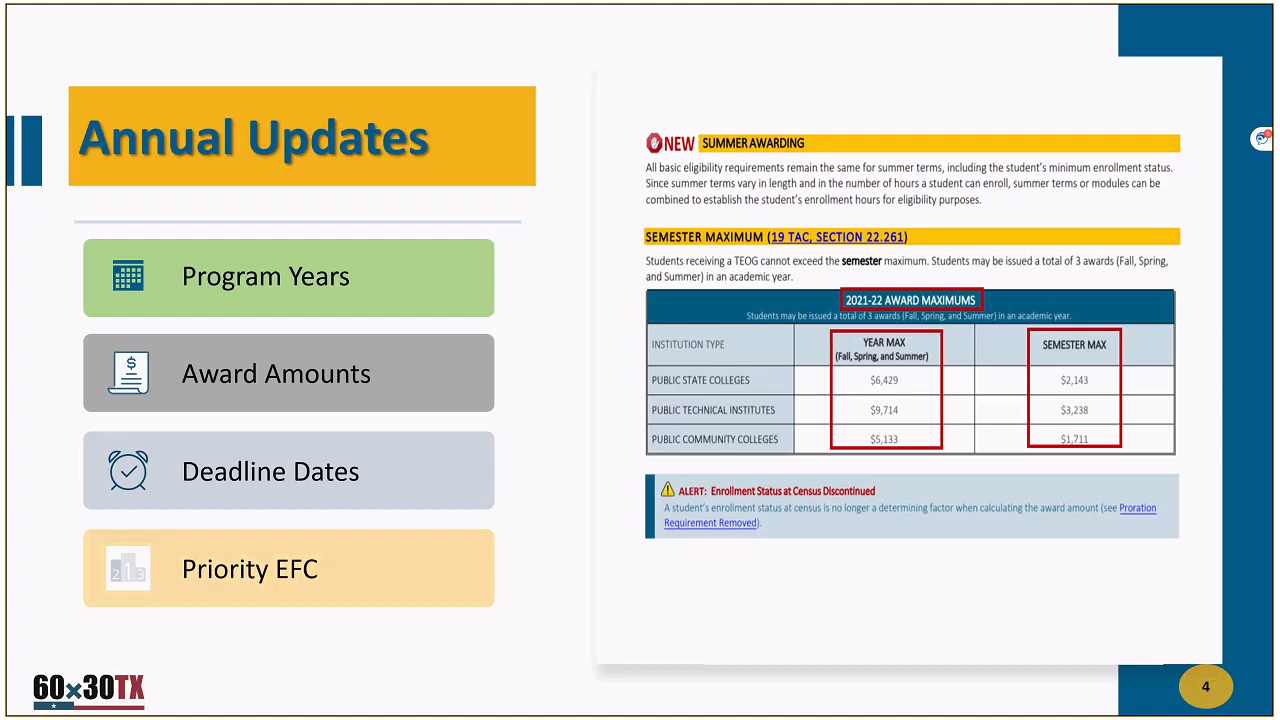 Annual Updates
Program Years
Award Amounts
Deadline Dates
Priority EFC
60x30TX
NEW SUMMER AWARDING
All basic eligibility requirements remain the same for summer terms, including the student's minimum enrollment status.
Since summer terms vary in length and in the number of hours a student can enroll, summer terms or modules can be
combined to establish the student's enrollment hours for eligibility purposes.
SEMESTER MAXIMUM (19 TAC, SECTION 22.261)
Students receiving a TEOG cannot exceed the semester maximum. Students may be issued a total of 3 awards (Fall, Spring,
and Summer) in an academic year.
2021-22 AWARD MAXIMUMS
Students may be issued a total of 3 awards (Fall, Spring, and Summer) in an academic year.
INSTITUTION TYPE YEAR MAX SEMESTER MAX
(Fall, Spring, and Summer)
PUBLIC STATE COLLEGES $6,429 $2,143
PUBLIC TECHNICAL INSTITUTES $9,714 $3,238
PUBLIC COMMUNITY COLLEGES $5,133 $1,711
ALERT: Enrollment Status at Census Discontinued
A student's enrollment status at census is no longer a determining factor when calculating the award amount (see Proration
Requirement Removed).
4